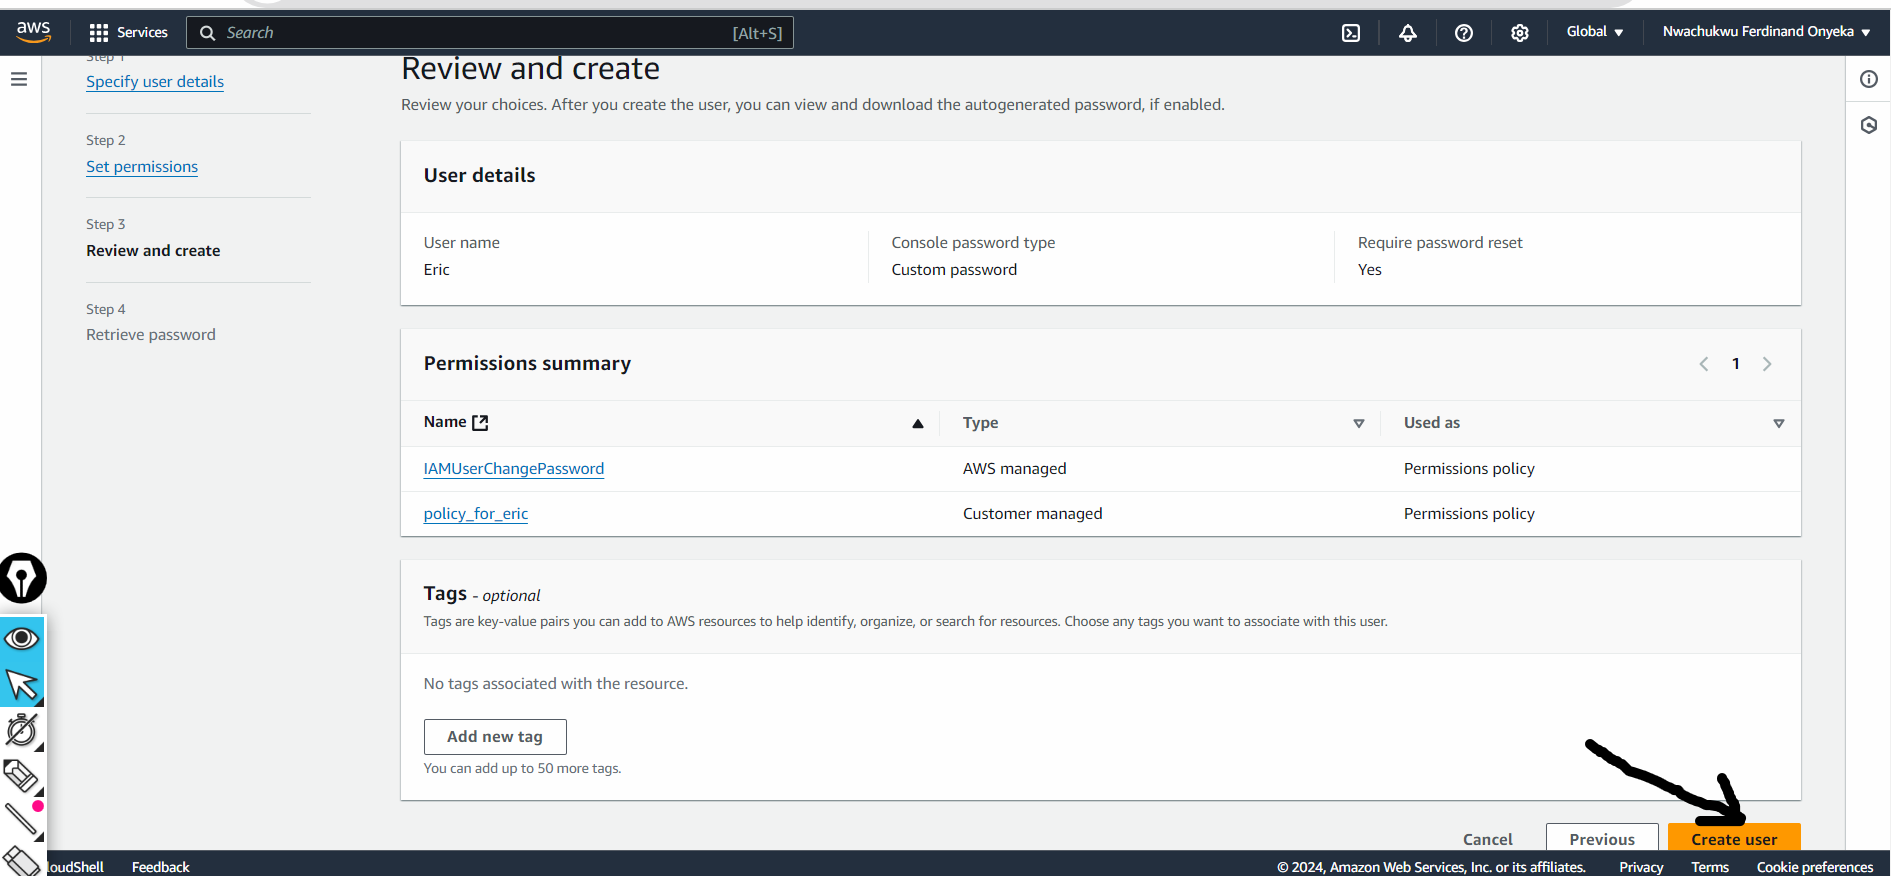 aws
Services
Search
[Alt+S]
Global
Nwachukwu Ferdinand Onyeka
Step 1
Specify user details
Step 2
Set permissions
Step 3
Review and create
Step 4
Retrieve password
Review and create
Review your choices. After you create the user, you can view and download the autogenerated password, if enabled.
User details
User name
Eric
Console password type
Custom password
Require password reset
Yes
Permissions summary
1
Name
Type
Used as
IAMUserChangePassword
AWS managed
Permissions policy
policy_for_eric
Customer managed
Permissions policy
Tags - optional
Tags are key-value pairs you can add to AWS resources to help identify, organize, or search for resources. Choose any tags you want to associate with this user.
No tags associated with the resource.
Add new tag
You can add up to 50 more tags.
Cancel
Previous
Create user
loudShell
Feedback
© 2024, Amazon Web Services, Inc. or its affiliates.
Privacy
Terms
Cookie preferences